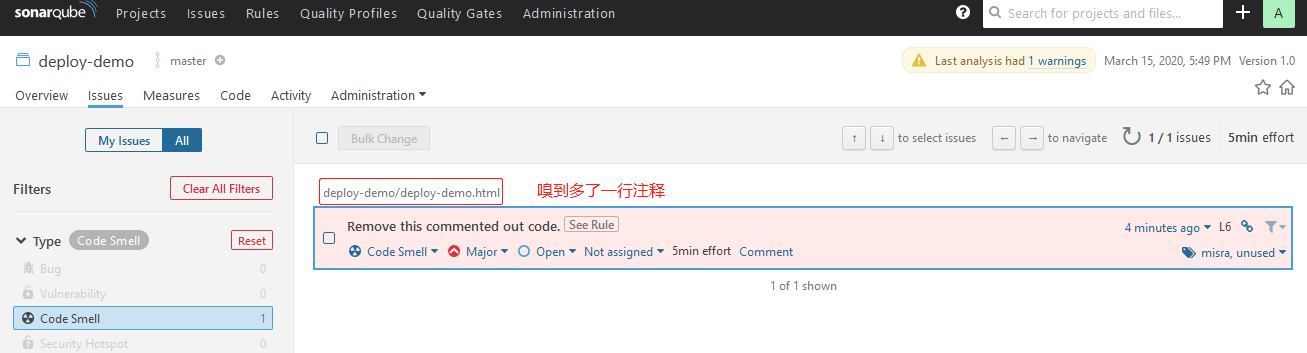 sonarqube Projects Issues Rules Quality Profiles Quality Gates Administration ? Search for projects and files... + A
deploy-demo master Last analysis had 1 warnings March 15, 2020, 5:49 PM Version 1.0
Overview Issues Measures Code Activity Administration
My Issues All Bulk Change ↑ ↓ to select issues ← → to navigate 1 / 1 issues 5min effort
Filters Clear All Filters deploy-demo/deploy-demo.html 嗅到多了一行注释
Remove this commented out code. See Rule 4 minutes ago L6
Type Code Smell Reset Code Smell Major Open Not assigned 5min effort Comment misra, unused
Bug 0
1 of 1 shown
Vulnerability 0
Code Smell 1
Security Hotspot 0